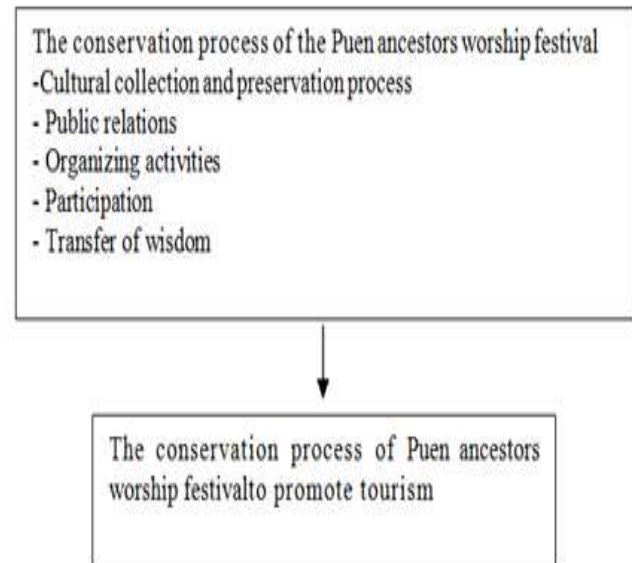 The conservation process of the Puen ancestors worship festival
-Cultural collection and preservation process
- Public relations
- Organizing activities
- Participation
- Transfer of wisdom
The conservation process of Puen ancestors
worship festivalto promote tourism